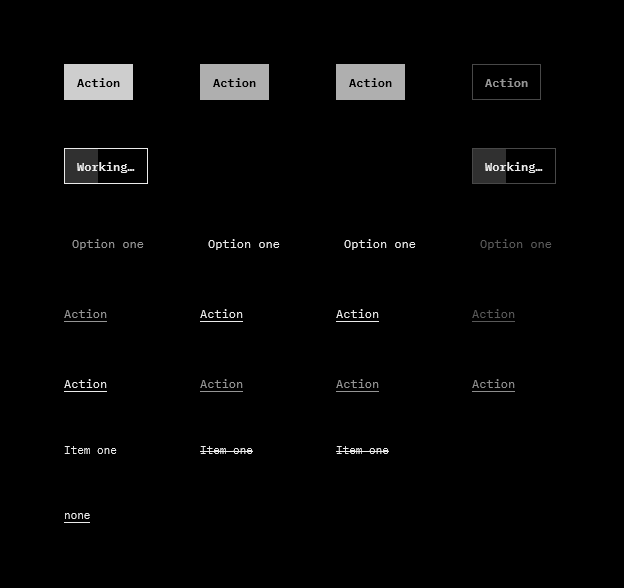 Action Action Action Action
Working… Working…
Option one Option one Option one Option one
Action Action Action Action
Action Action Action Action
Item one Item one Item one
none